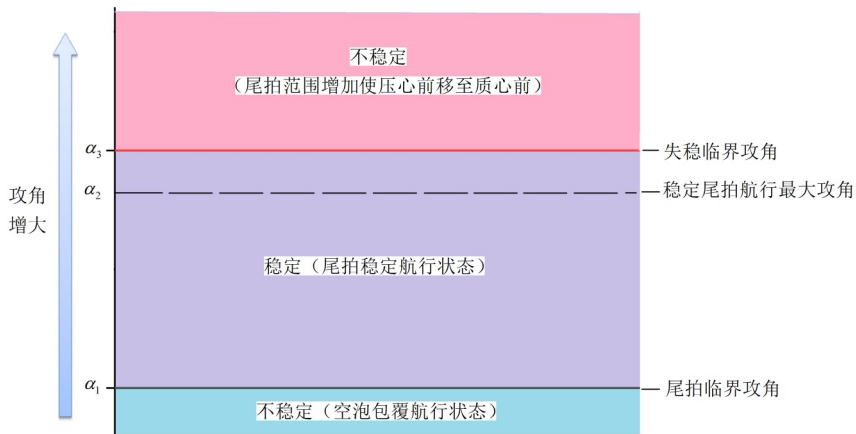 不稳定
(尾拍范围增加使压心前移至质心前)
α₃
失稳临界攻角
α₂
稳定尾拍航行最大攻角
攻角
增大
稳定(尾拍稳定航行状态)
α₁
尾拍临界攻角
不稳定(空泡包覆航行状态)